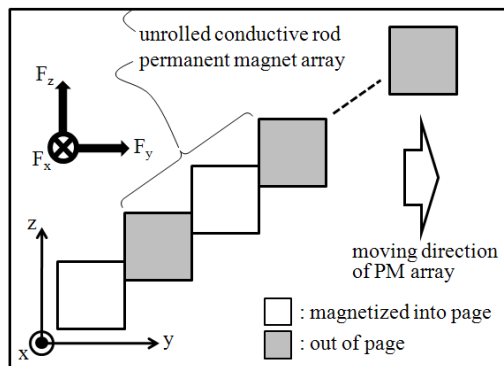 unrolled conductive rod
permanent magnet array
Fz
Fx
Fy
z
moving direction
of PM array
: magnetized into page
: out of page
x
y